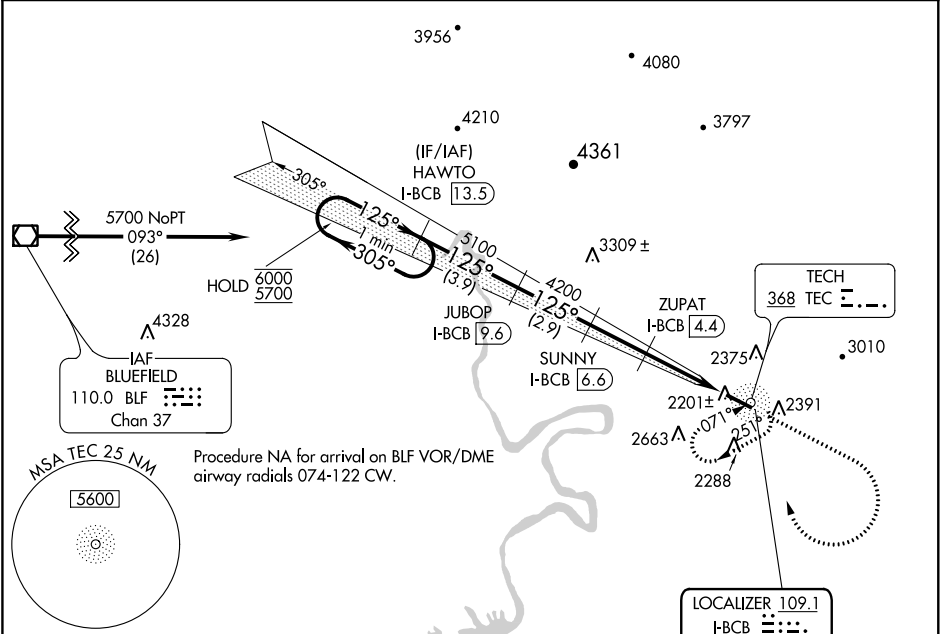 3956
4080
4210
3797
(IF/IAF)
HAWTO
I-BCB 13.5
4361
305°
5700 NoPT
093°
(26)
125°
1 min
305°
5100
125°
(3.9)
3309 ±
4200
125°
(2.9)
HOLD 6000
5700
TECH
368 TEC
JUBOP
I-BCB 9.6
ZUPAT
I-BCB 4.4
4328
SUNNY
I-BCB 6.6
2375
3010
IAF
BLUEFIELD
110.0 BLF
Chan 37
2201±
2391
071°
251°
2663
2288
MSA TEC 25 NM
5600
Procedure NA for arrival on BLF VOR/DME
airway radials 074-122 CW.
LOCALIZER 109.1
I-BCB